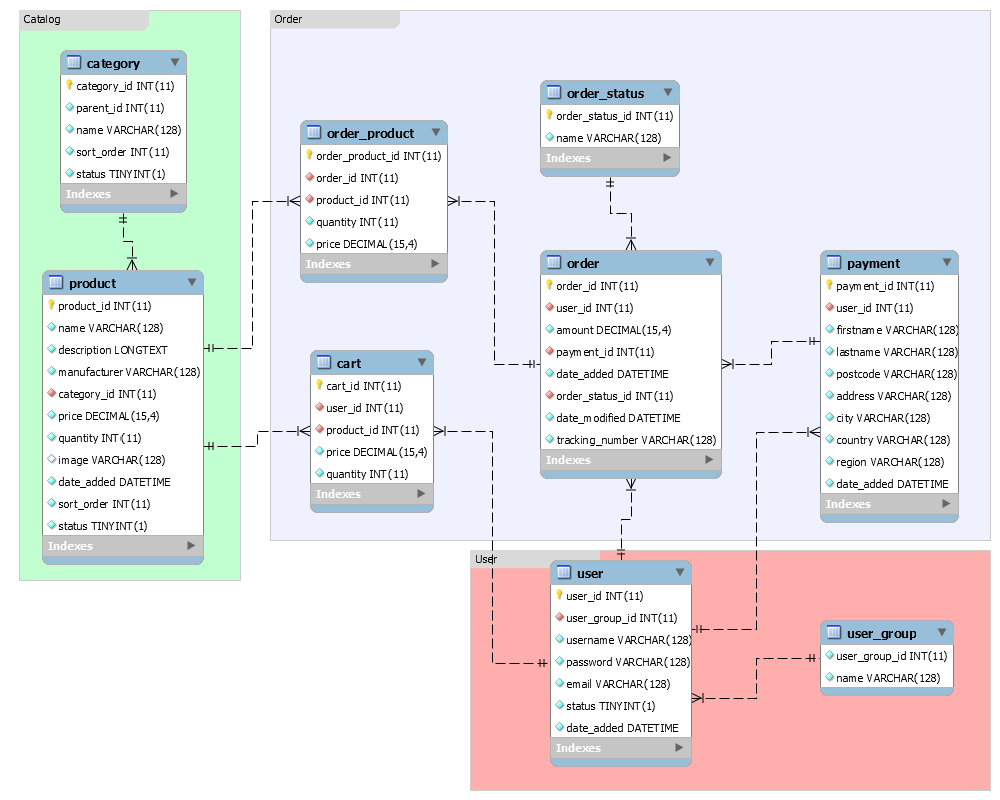 Catalog
category
category_id INT(11)
parent_id INT(11)
name VARCHAR(128)
sort_order INT(11)
status TINYINT(1)
Indexes
product
product_id INT(11)
name VARCHAR(128)
description LONGTEXT
manufacturer VARCHAR(128)
category_id INT(11)
price DECIMAL(15,4)
quantity INT(11)
image VARCHAR(128)
date_added DATETIME
sort_order INT(11)
status TINYINT(1)
Indexes
Order
order_product
order_product_id INT(11)
order_id INT(11)
product_id INT(11)
quantity INT(11)
price DECIMAL(15,4)
Indexes
cart
cart_id INT(11)
user_id INT(11)
product_id INT(11)
price DECIMAL(15,4)
quantity INT(11)
Indexes
order_status
order_status_id INT(11)
name VARCHAR(128)
Indexes
order
order_id INT(11)
user_id INT(11)
amount DECIMAL(15,4)
payment_id INT(11)
date_added DATETIME
order_status_id INT(11)
date_modified DATETIME
tracking_number VARCHAR(128)
Indexes
payment
payment_id INT(11)
user_id INT(11)
firstname VARCHAR(128)
lastname VARCHAR(128)
postcode VARCHAR(128)
address VARCHAR(128)
city VARCHAR(128)
country VARCHAR(128)
region VARCHAR(128)
date_added DATETIME
Indexes
User
user
user_id INT(11)
user_group_id INT(11)
username VARCHAR(128)
password VARCHAR(128)
email VARCHAR(128)
status TINYINT(1)
date_added DATETIME
Indexes
user_group
user_group_id INT(11)
name VARCHAR(128)